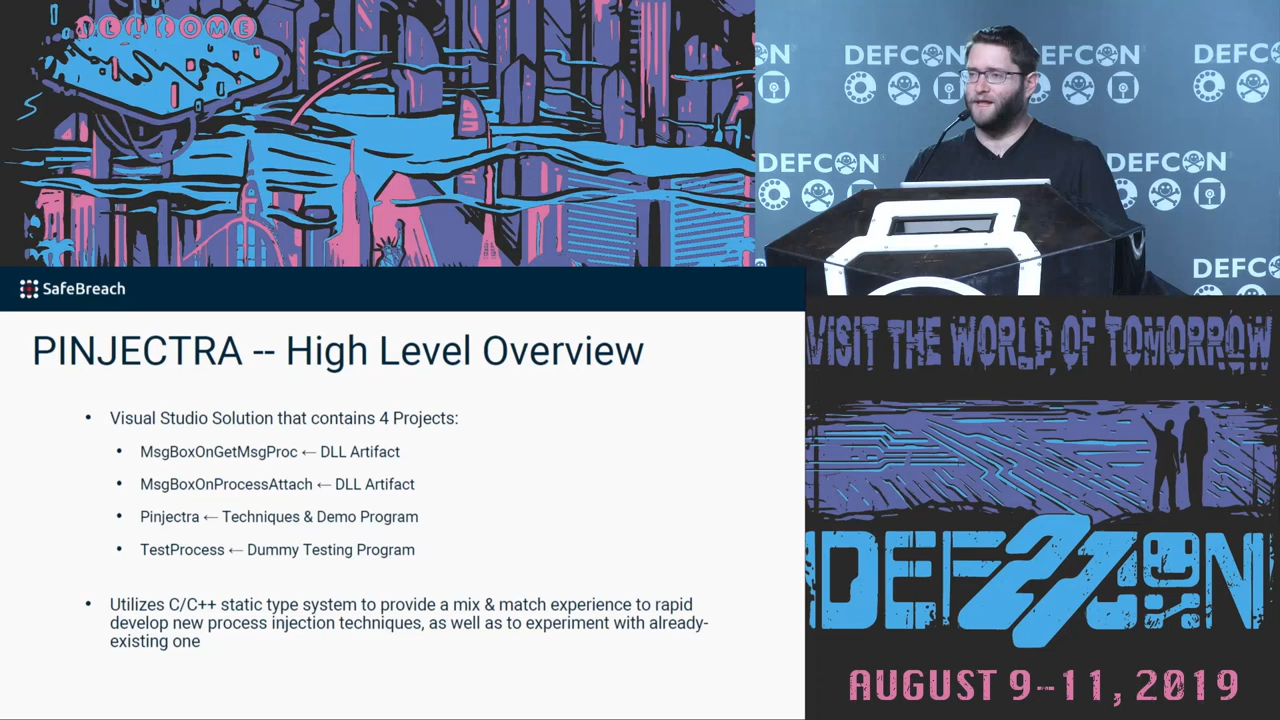 WELCOME
DEFCON
DEFCON
DEFCON
DEFCON
DEFCON
DEFCON
SafeBreach
PINJECTRA -- High Level Overview
• Visual Studio Solution that contains 4 Projects:
• MsgBoxOnGetMsgProc ← DLL Artifact
• MsgBoxOnProcessAttach ← DLL Artifact
• Pinjectra ← Techniques & Demo Program
• TestProcess ← Dummy Testing Program
• Utilizes C/C++ static type system to provide a mix & match experience to rapid
develop new process injection techniques, as well as to experiment with already-
existing one
VISIT THE WORLD OF TOMORROW
DEF27CON
AUGUST 9--11, 2019